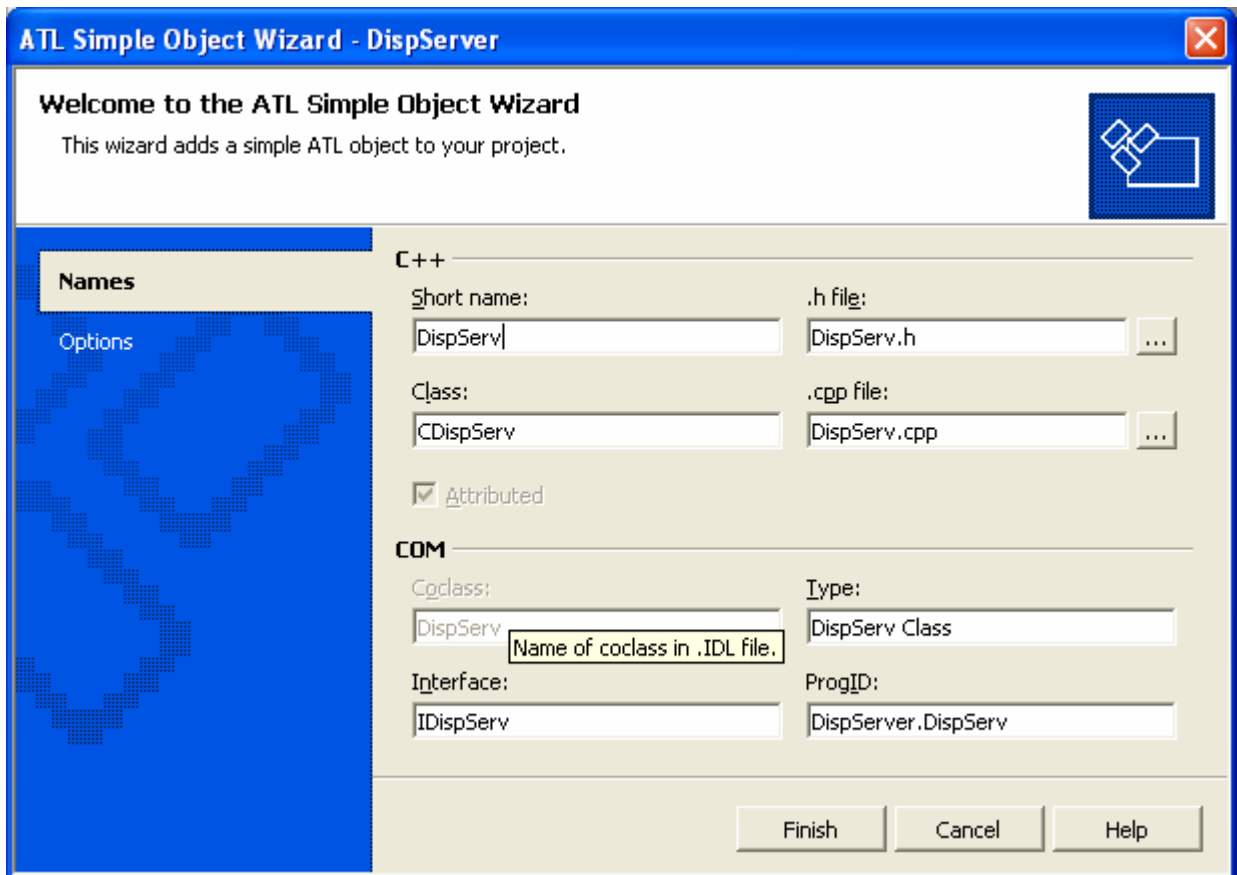 ATL Simple Object Wizard - DispServer
Welcome to the ATL Simple Object Wizard
This wizard adds a simple ATL object to your project.
Names
Options
C++
Short name:
.h file:
DispServ
DispServ.h
...
Class:
.cpp file:
CDispServ
DispServ.cpp
...
Attributed
COM
Coclass:
Type:
DispServ
DispServ Class
Name of coclass in .IDL file.
Interface:
ProgID:
IDispServ
DispServer.DispServ
Finish
Cancel
Help